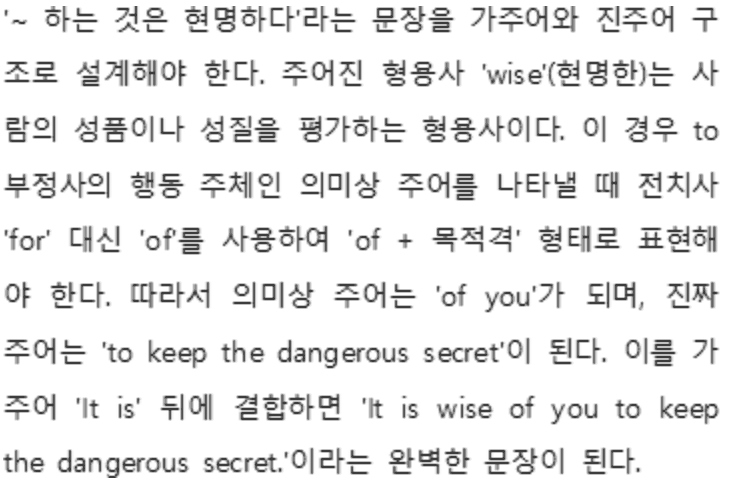 '~ 하는 것은 현명하다'라는 문장을 가주어와 진주어 구
조로 설계해야 한다. 주어진 형용사 'wise'(현명한)는 사
람의 성품이나 성질을 평가하는 형용사이다. 이 경우 to
부정사의 행동 주체인 의미상 주어를 나타낼 때 전치사
'for' 대신 'of'를 사용하여 'of + 목적격' 형태로 표현해
야 한다. 따라서 의미상 주어는 'of you'가 되며, 진짜
주어는 'to keep the dangerous secret'이 된다. 이를 가
주어 'It is' 뒤에 결합하면 'It is wise of you to keep
the dangerous secret.'이라는 완벽한 문장이 된다.